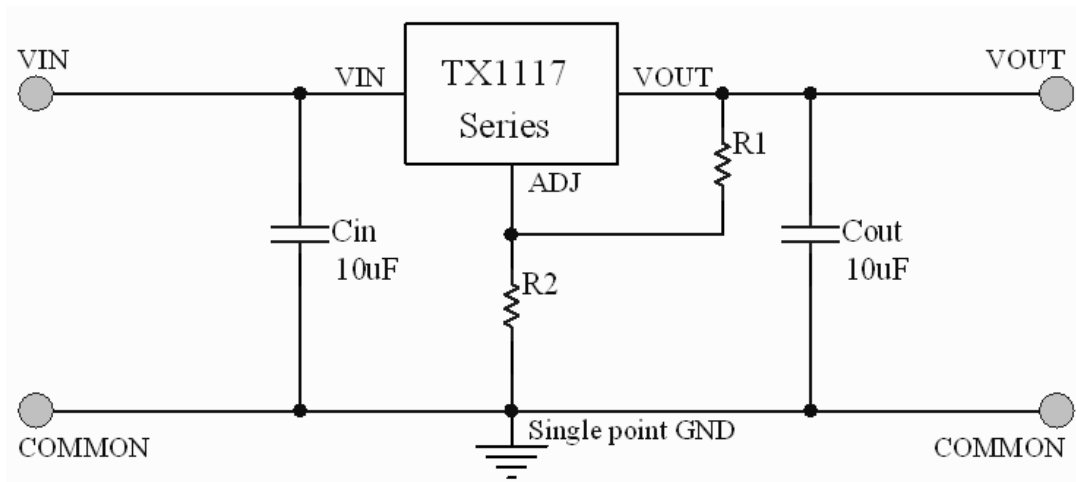 VIN
VIN
TX1117
Series
VOUT
VOUT
R1
ADJ
Cin
10uF
R2
Cout
10uF
COMMON
Single point GND
COMMON